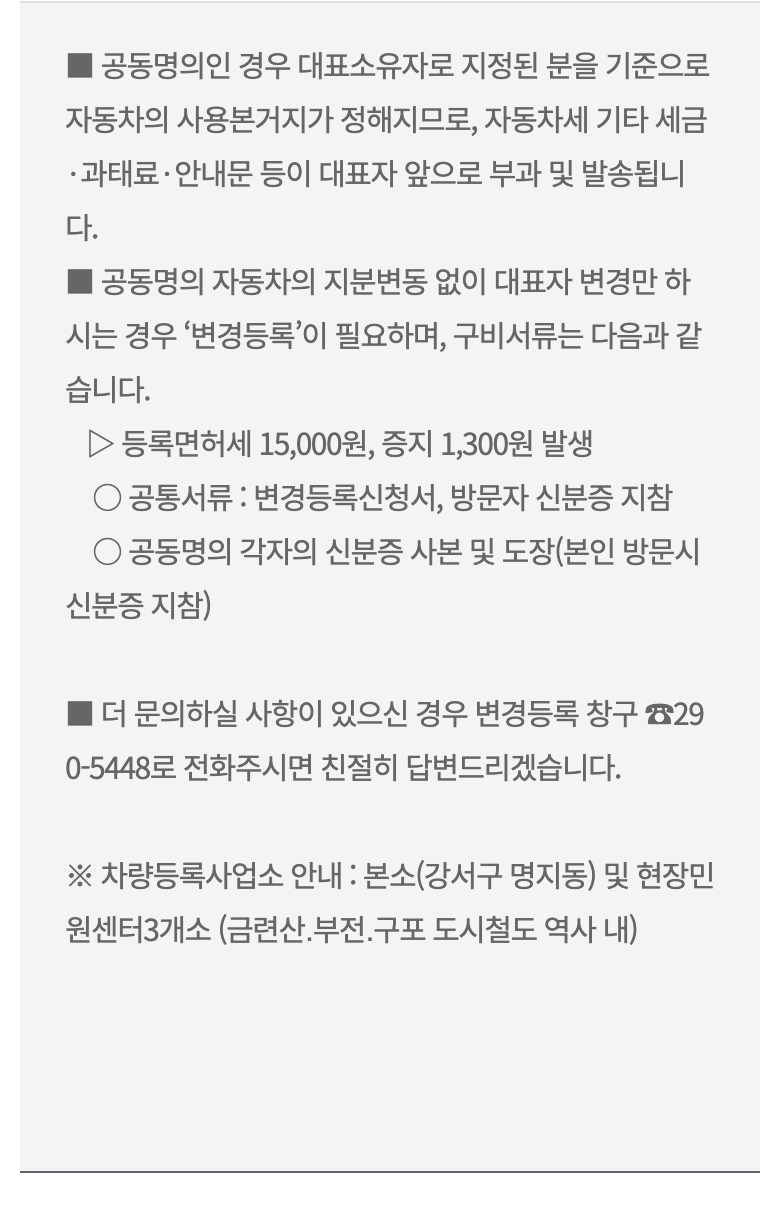 ■ 공동명의인 경우 대표소유자로 지정된 분을 기준으로
자동차의 사용본거지가 정해지므로, 자동차세 기타 세금
·과태료·안내문 등이 대표자 앞으로 부과 및 발송됩니
다.
■ 공동명의 자동차의 지분변동 없이 대표자 변경만 하
시는 경우 ‘변경등록’이 필요하며, 구비서류는 다음과 같
습니다.
▷ 등록면허세 15,000원, 증지 1,300원 발생
○ 공통서류 : 변경등록신청서, 방문자 신분증 지참
○ 공동명의 각자의 신분증 사본 및 도장(본인 방문시
신분증 지참)
■ 더 문의하실 사항이 있으신 경우 변경등록 창구 ☎29
0-5448로 전화주시면 친절히 답변드리겠습니다.
※ 차량등록사업소 안내 : 본소(강서구 명지동) 및 현장민
원센터3개소 (금련산.부전.구포 도시철도 역사 내)